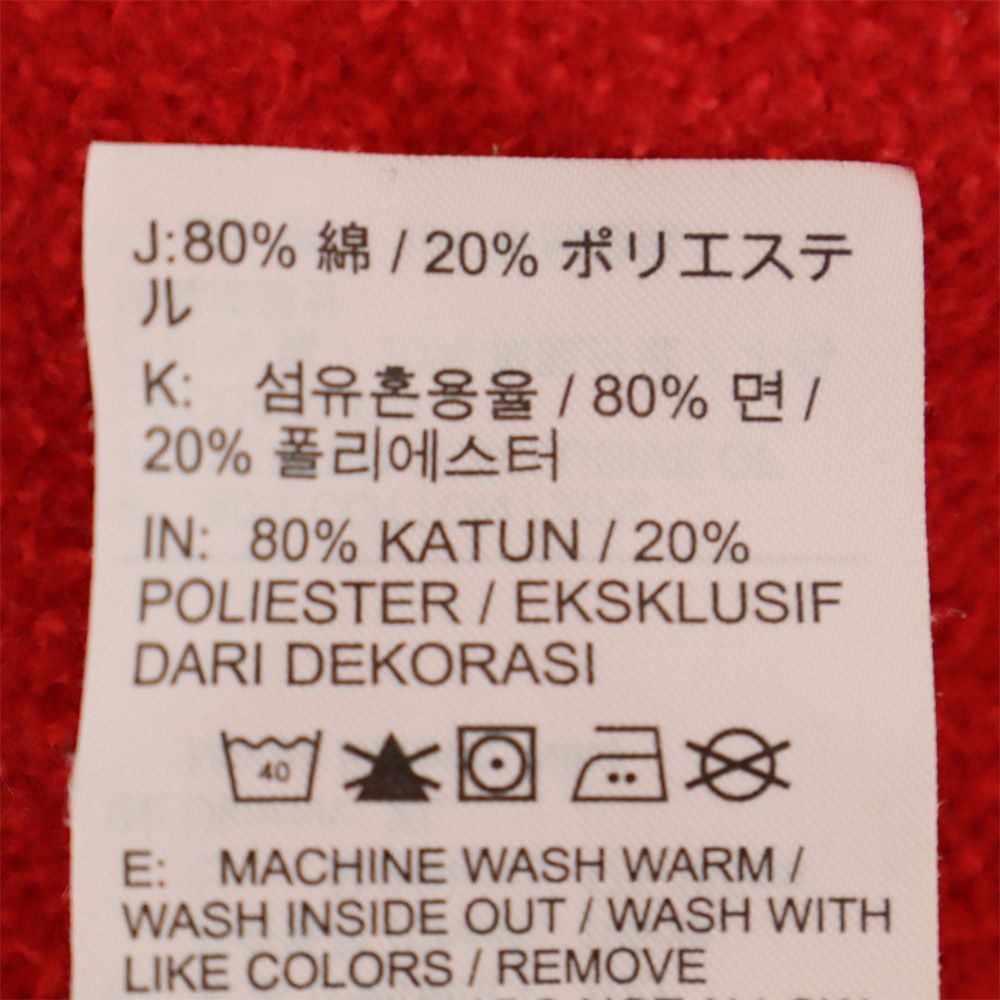 J:80% 綿 / 20% ポリエステ
ル
K: 섬유혼용율 / 80% 면 /
20% 폴리에스터
IN: 80% KATUN / 20%
POLIESTER / EKSKLUSIF
DARI DEKORASI
40
E: MACHINE WASH WARM /
WASH INSIDE OUT / WASH WITH
LIKE COLORS / REMOVE